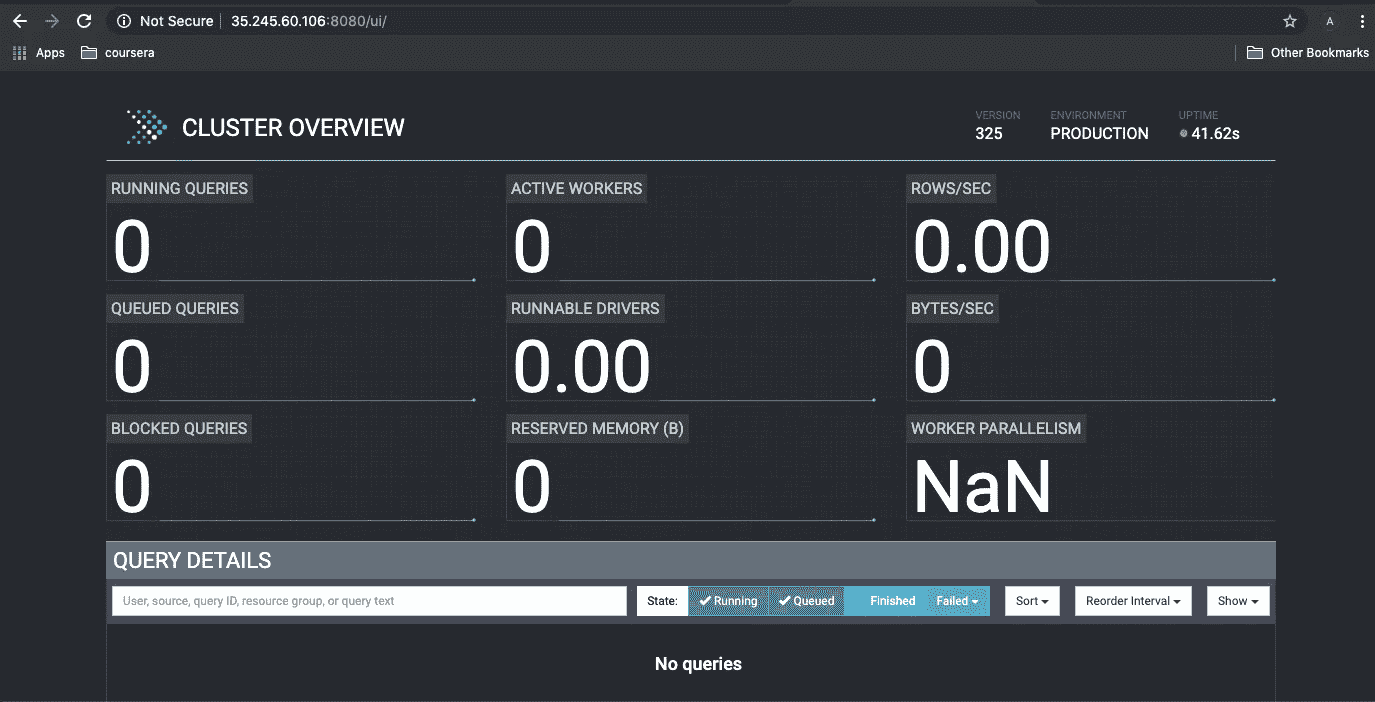 Not Secure 35.245.60.106:8080/ui/ A
Apps coursera Other Bookmarks
CLUSTER OVERVIEW
VERSION ENVIRONMENT UPTIME
325 PRODUCTION 41.62s
RUNNING QUERIES ACTIVE WORKERS ROWS/SEC
0 0 0.00
QUEUED QUERIES RUNNABLE DRIVERS BYTES/SEC
0 0.00 0
BLOCKED QUERIES RESERVED MEMORY (B) WORKER PARALLELISM
0 0 NaN
QUERY DETAILS
User, source, query ID, resource group, or query text State: Running Queued Finished Failed Sort Reorder Interval Show
No queries